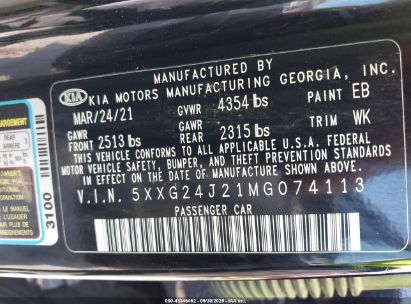 MANUFACTURED BY
KIA KIA MOTORS MANUFACTURING GEORGIA, INC.
MAR/24/21 GVWR 4354 lbs PAINT EB
GAWR FRONT 2513 lbs GAWR REAR 2315 lbs TRIM WK
THIS VEHICLE CONFORMS TO ALL APPLICABLE FEDERAL
MOTOR VEHICLE SAFETY, BUMPER, AND THEFT PREVENTION STANDARDS
IN EFFECT ON THE DATE OF MANUFACTURE SHOWN ABOVE.
V.I.N. 5XXG24J21MG074113
PASSENGER CAR
3100
REAR